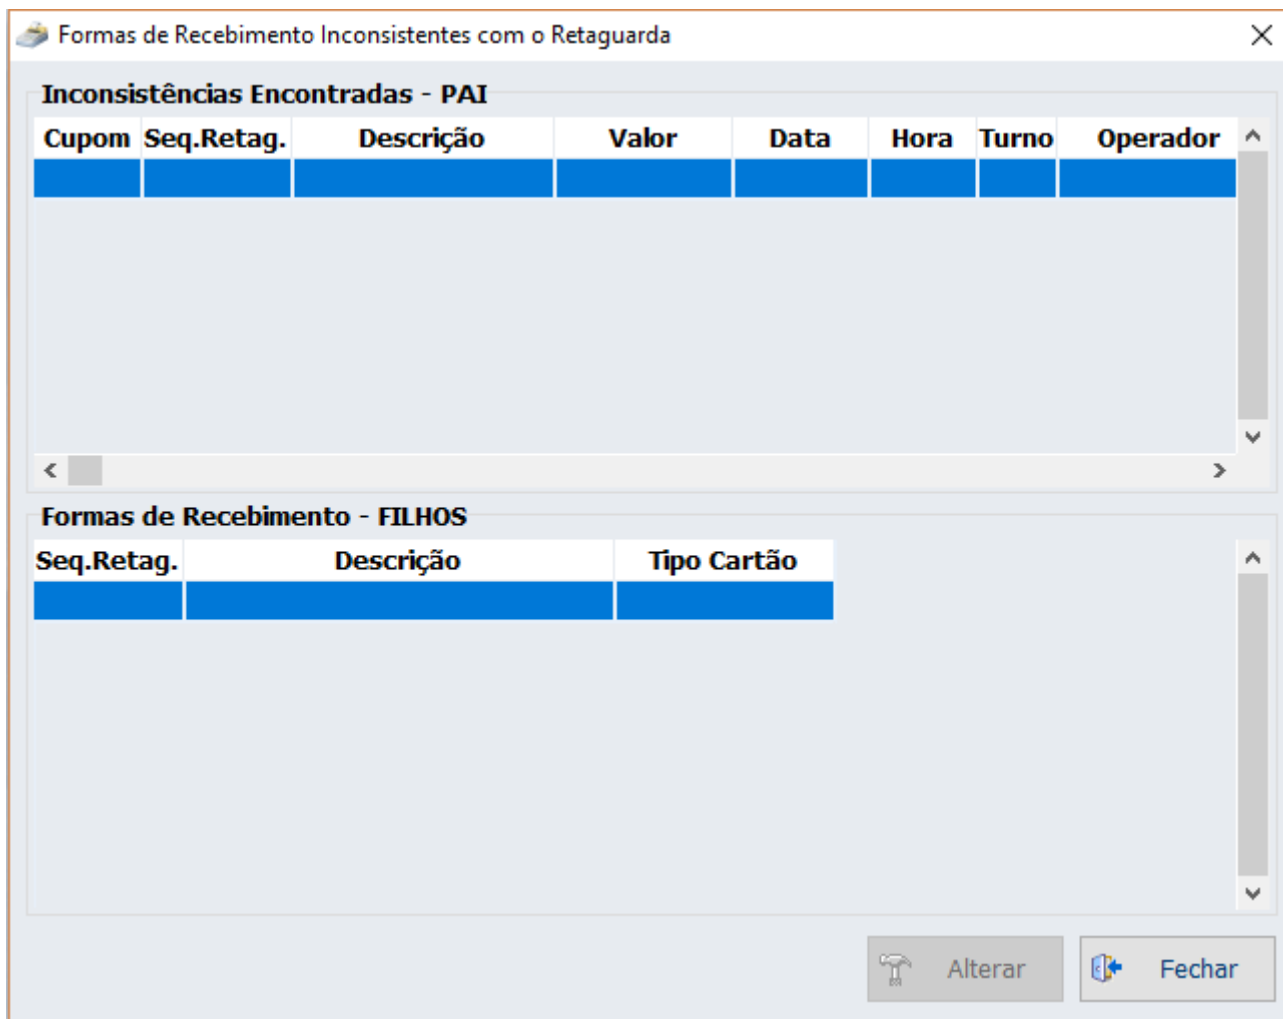 Formas de Recebimento Inconsistentes com o Retaguarda
Inconsistências Encontradas - PAI
Cupom Seq.Retag. Descrição Valor Data Hora Turno Operador
Formas de Recebimento - FILHOS
Seq.Retag. Descrição Tipo Cartão
Alterar Fechar